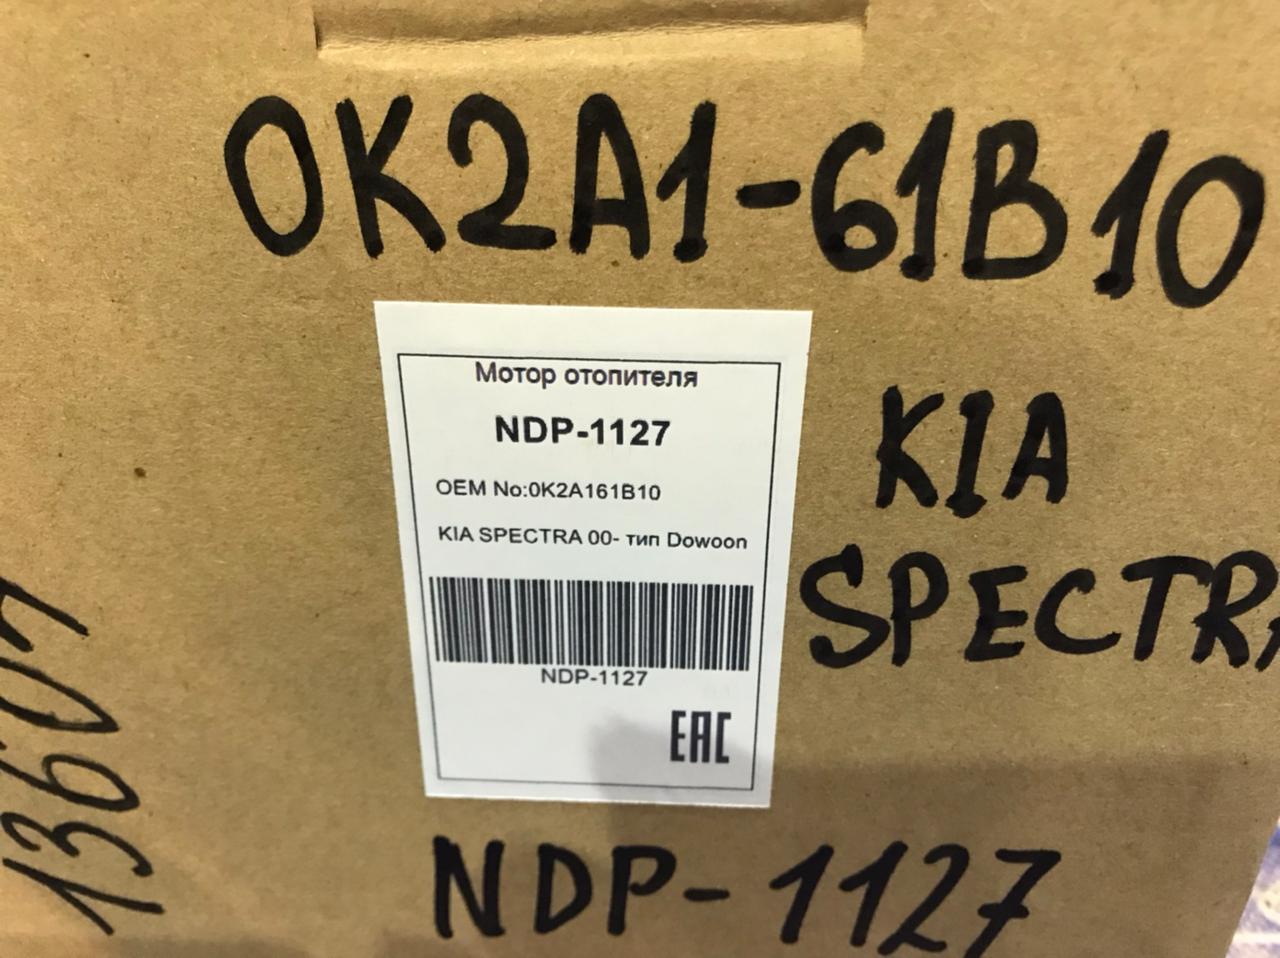 0K2A1-61B10
Мотор отопителя
NDP-1127
OEM No:0K2A161B10
KIA SPECTRA 00- тип Dowoon
NDP-1127
EAC
KIA
SPECTRA
NDP-1127